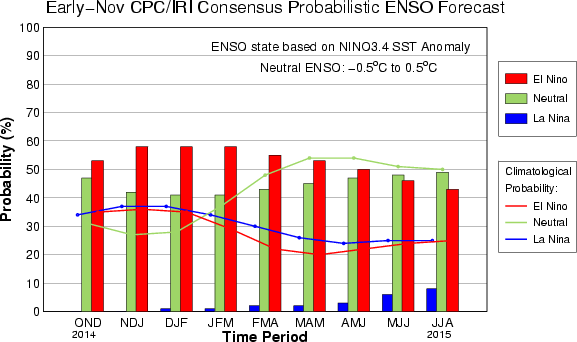 Early-Nov CPC/IRI Consensus Probabilistic ENSO Forecast
100
90
80
70
60
50
40
30
20
10
0
Probability (%)
ENSO state based on NINO3.4 SST Anomaly
Neutral ENSO: -0.5°C to 0.5°C
El Nino
Neutral
La Nina
Climatological
Probability:
El Nino
Neutral
La Nina
OND NDJ DJF JFM FMA MAM AMJ MJJ JJA
2014 2015
Time Period